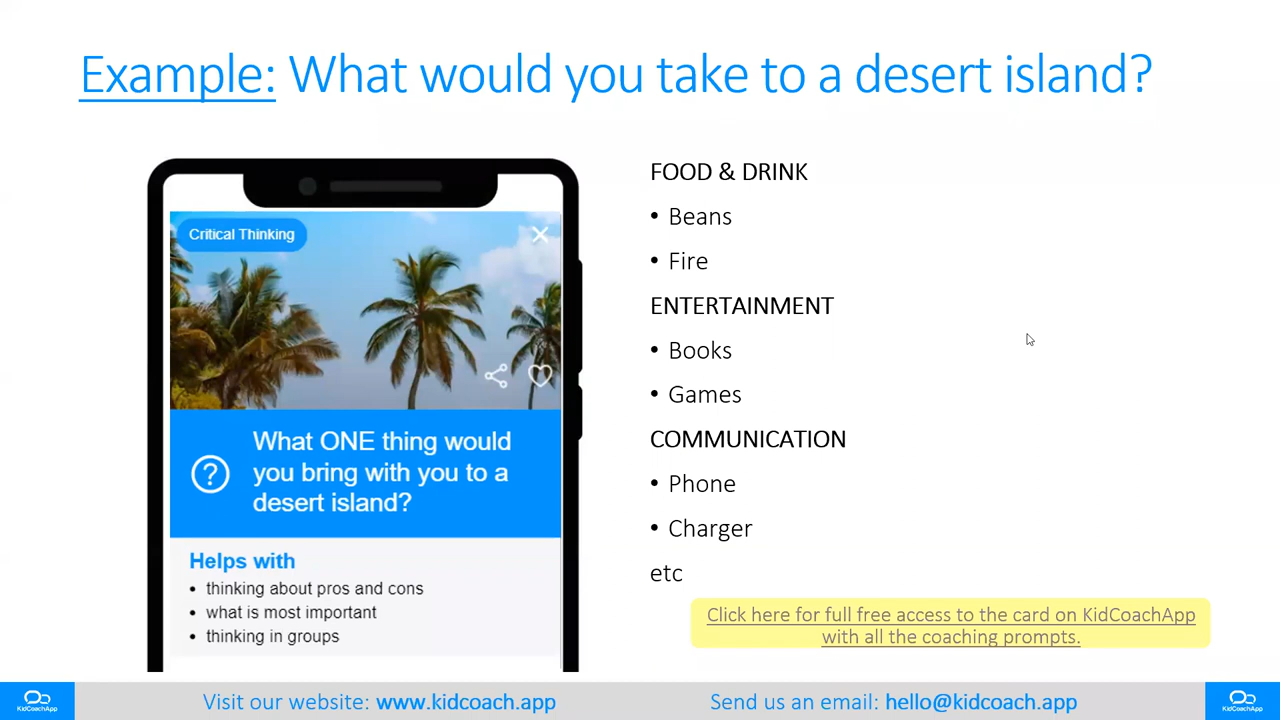 Example: What would you take to a desert island?
Critical Thinking
What ONE thing would
you bring with you to a
desert island?
Helps with
• thinking about pros and cons
• what is most important
• thinking in groups
FOOD & DRINK
• Beans
• Fire
ENTERTAINMENT
• Books
• Games
COMMUNICATION
• Phone
• Charger
etc
Click here for full free access to the card on KidCoachApp
with all the coaching prompts.
KidCoachApp
Visit our website: www.kidcoach.app
Send us an email: hello@kidcoach.app
KidCoachApp